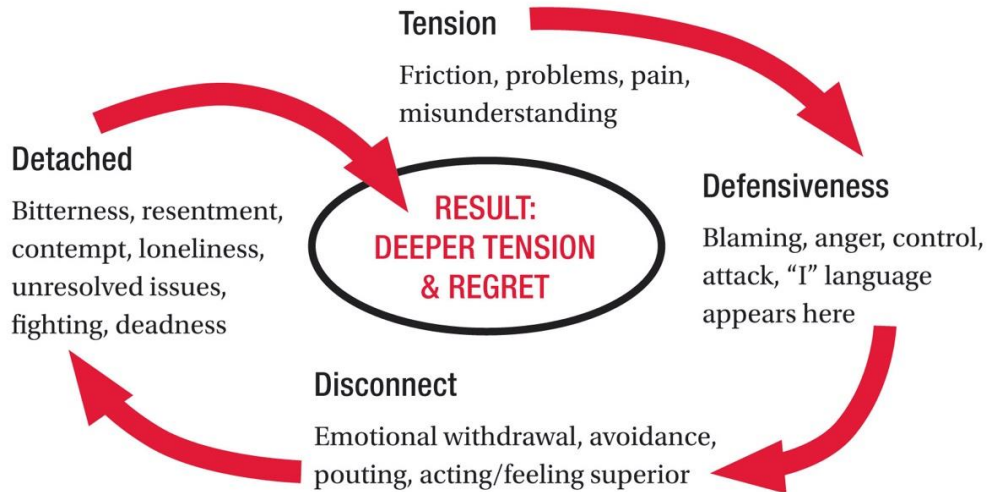 Tension
Friction, problems, pain,
misunderstanding
Defensiveness
Blaming, anger, control,
attack, “I” language
appears here
Disconnect
Emotional withdrawal, avoidance,
pouting, acting/feeling superior
Detached
Bitterness, resentment,
contempt, loneliness,
unresolved issues,
fighting, deadness
RESULT:
DEEPER TENSION
& REGRET